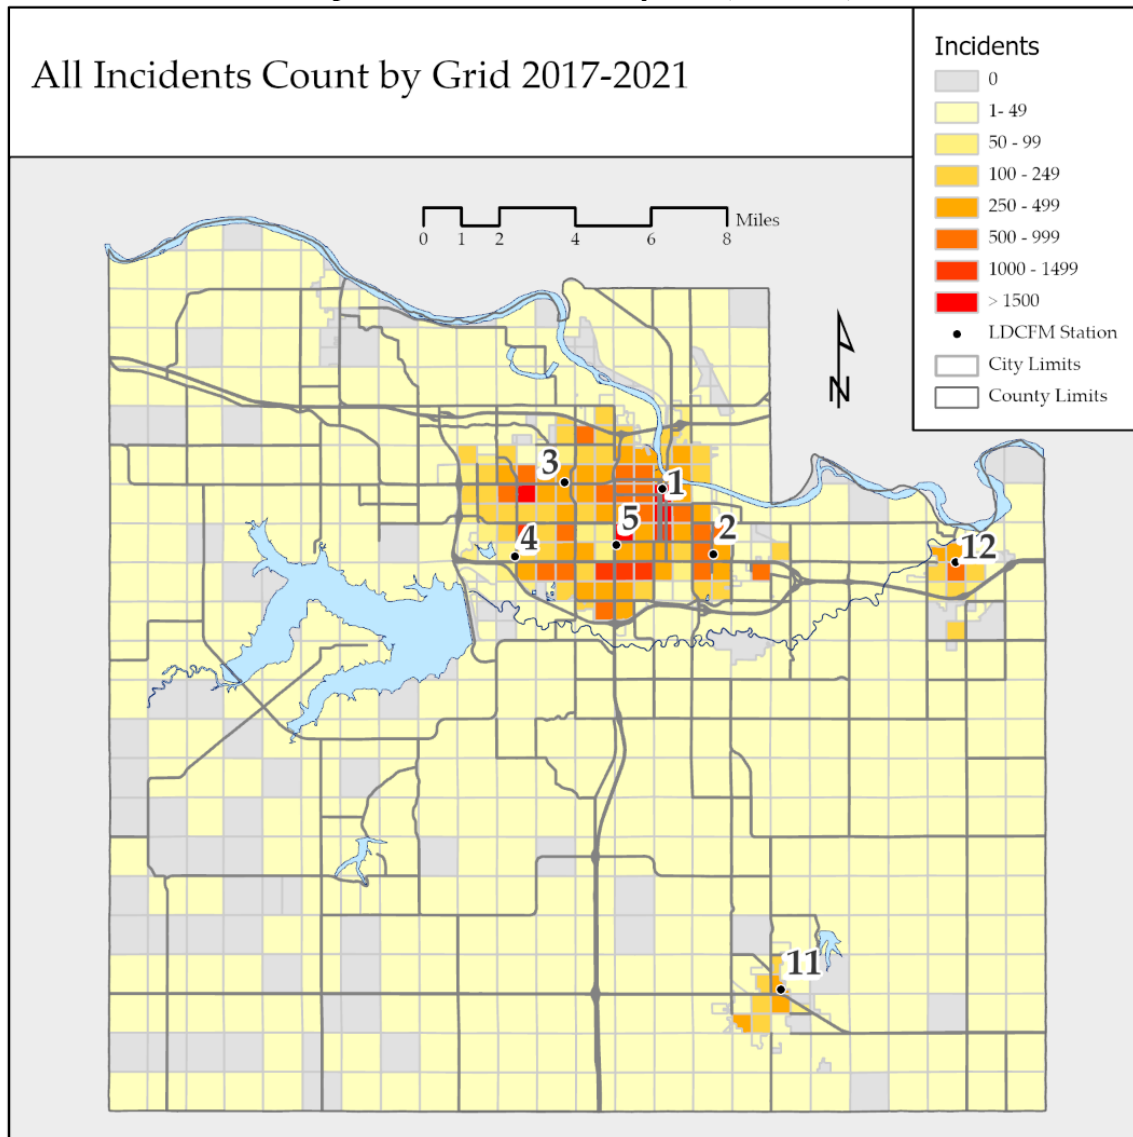 All Incidents Count by Grid 2017-2021
Incidents
0
1- 49
50 - 99
100 - 249
250 - 499
500 - 999
1000 - 1499
> 1500
LDCFM Station
City Limits
County Limits
0 1 2 4 6 8 Miles
N
3
1
5
2
4
12
11